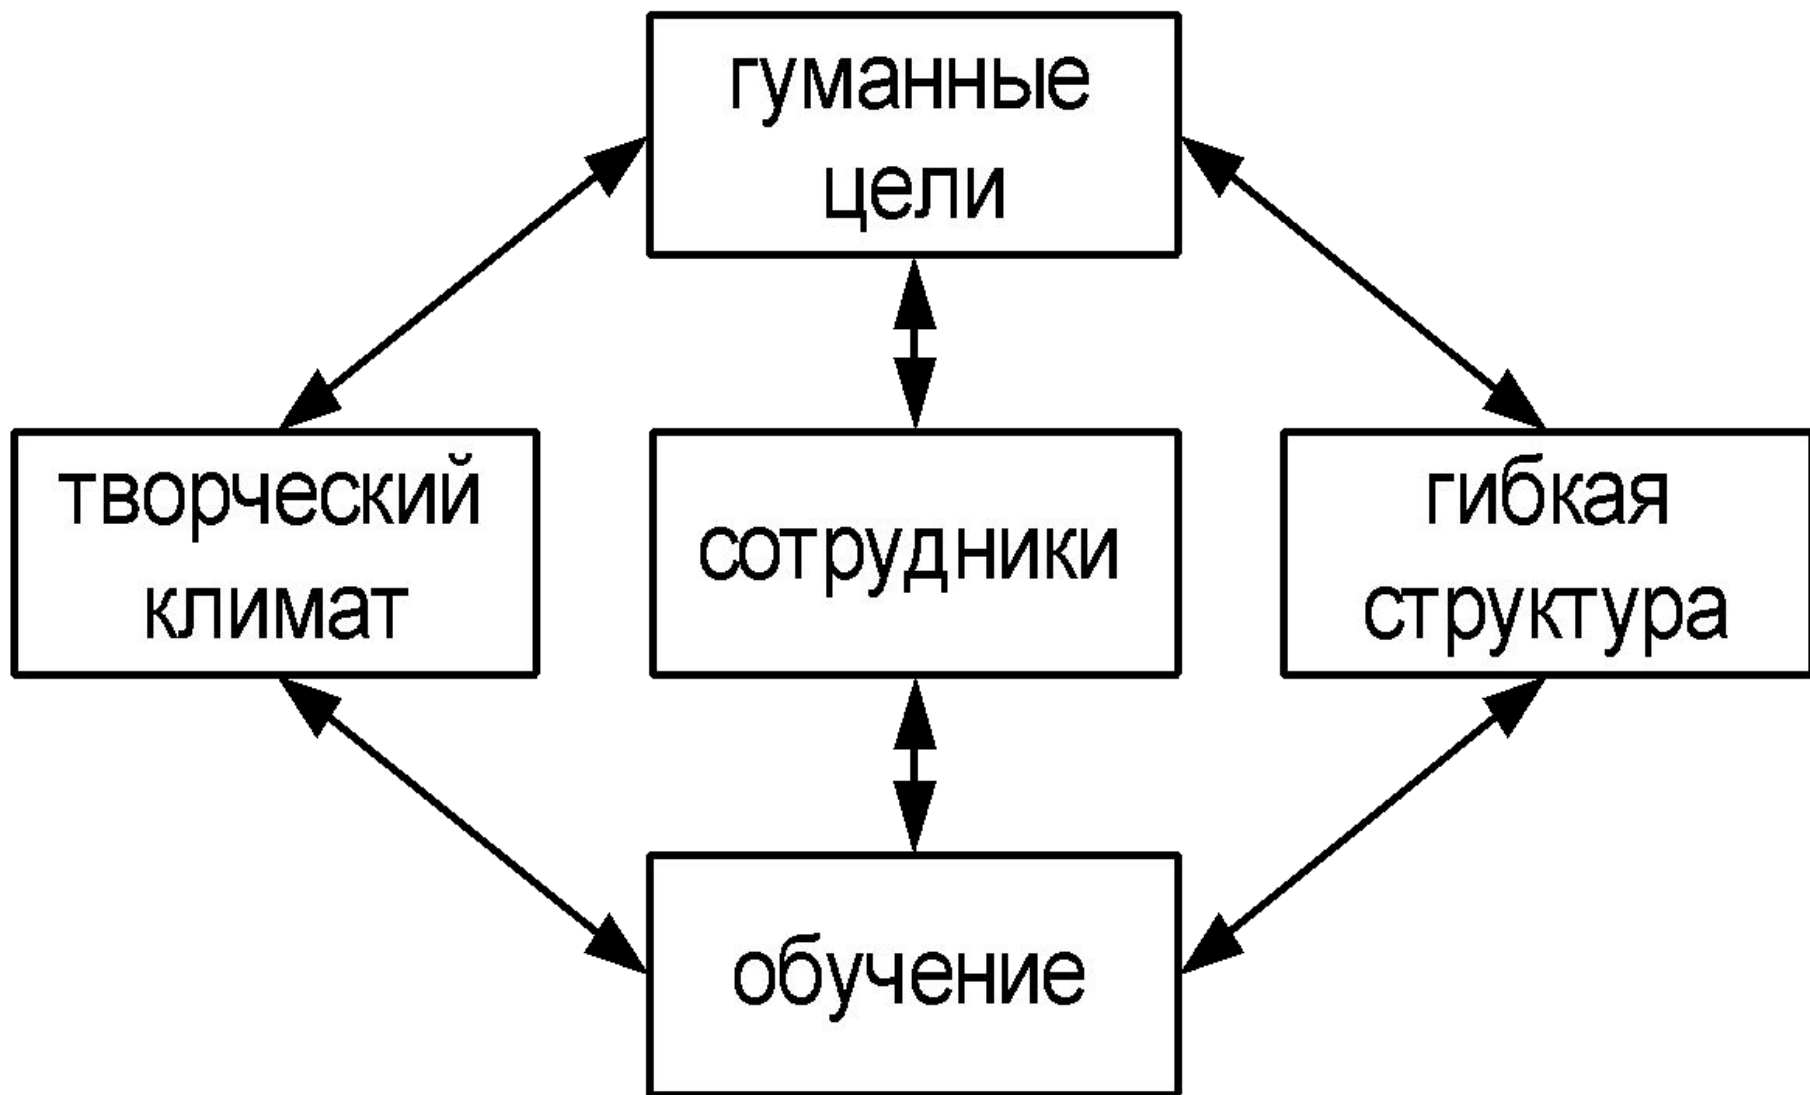 гуманные
цели
творческий
климат
сотрудники
гибкая
структура
обучение